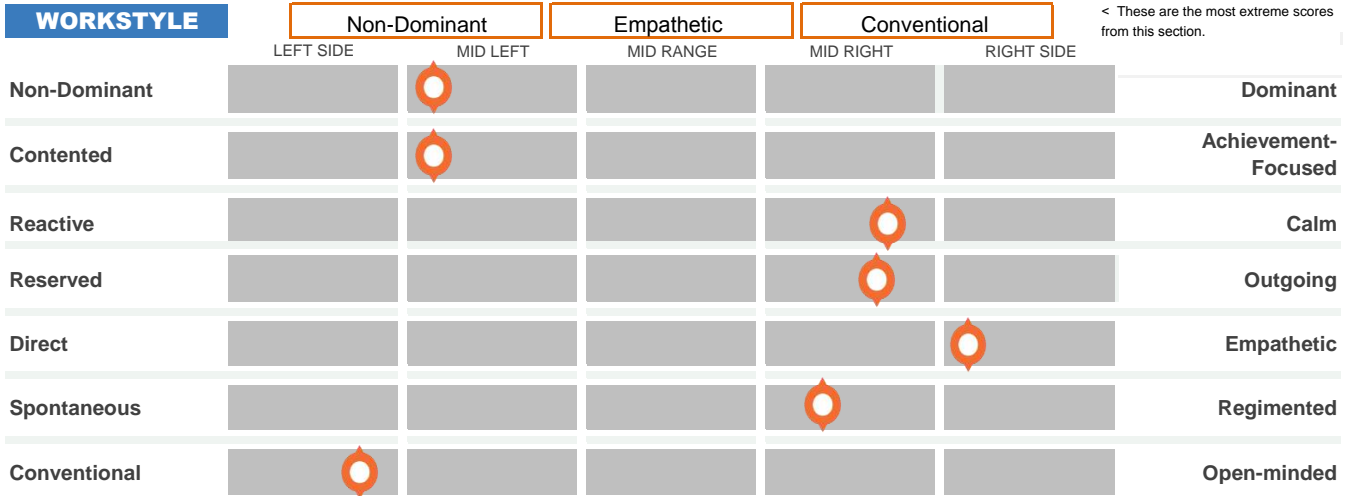 WORKSTYLE
Non-Dominant Empathetic Conventional
< These are the most extreme scores
from this section.
LEFT SIDE MID LEFT MID RANGE MID RIGHT RIGHT SIDE
Non-Dominant Dominant
Contented Achievement-
Focused
Reactive Calm
Reserved Outgoing
Direct Empathetic
Spontaneous Regimented
Conventional Open-minded